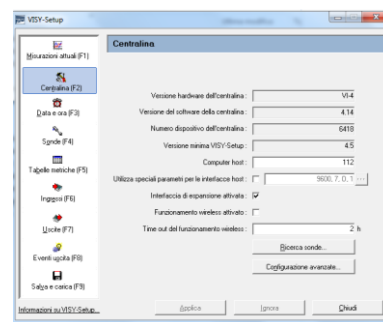 VISY-Setup
Misurazioni attuali (F1)
Centralina (F2)
Data e ora (F3)
Sonde (F4)
Tabelle metriche (F5)
Ingressi (F6)
Uscite (F7)
Eventi uscita (F8)
Salva e carica (F9)
Informazioni su VISY-Setup...
Centralina
Versione hardware dell'centralina : VI-4
Versione del software della centralina : 4.14
Numero dispositivo dell'centralina : 6418
Versione minima VISY-Setup : 4.5
Computer host : 112
Utilizza speciali parametri per le interfacce host : 9600, 7, O, 1 ...
Interfaccia di espansione attivata :
Funzionamento wireless attivato :
Time out del funzionamento wireless : 2 h
Ricerca sonde...
Configurazione avanzate...
Applica Ignora Chiudi